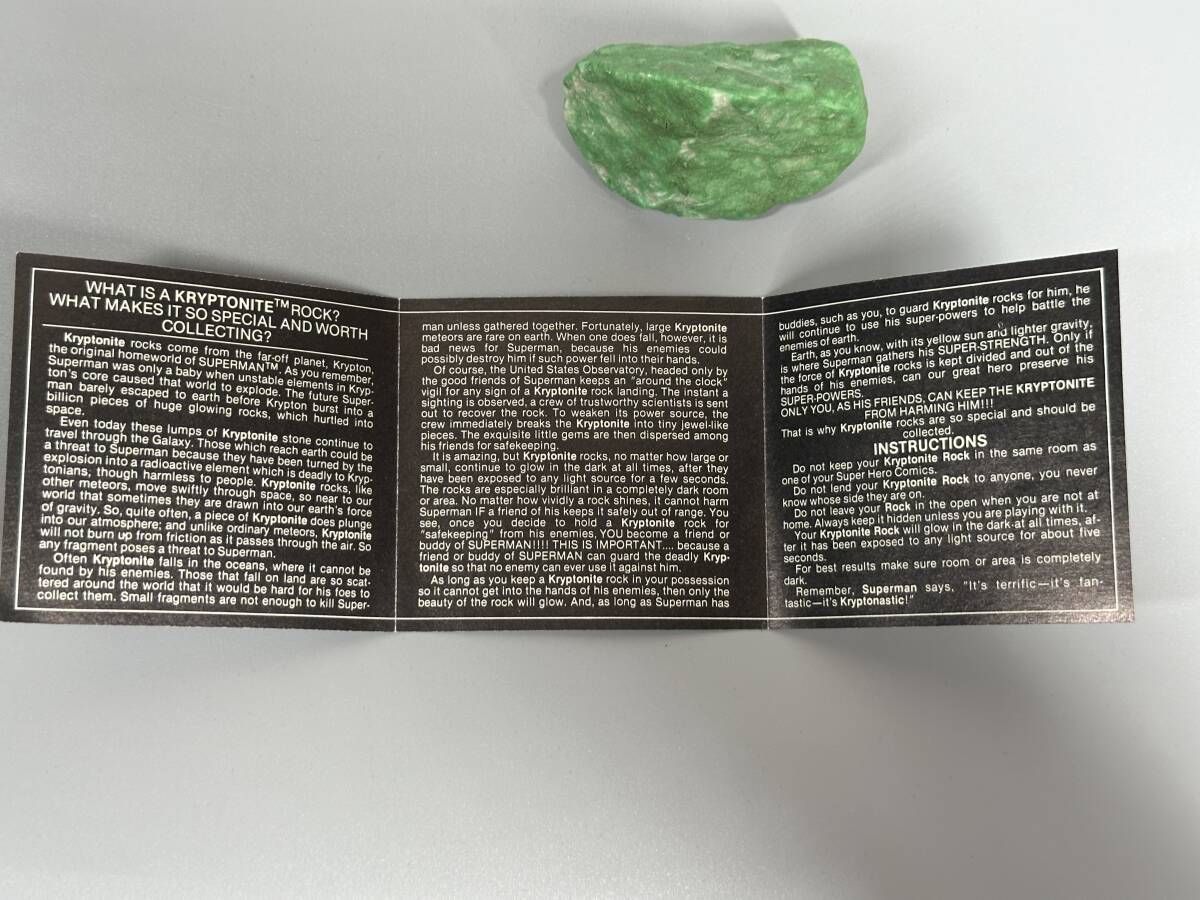 WHAT IS A KRYPTONITE™ ROCK?
WHAT MAKES IT SO SPECIAL AND WORTH
COLLECTING?
Kryptonite rocks come from the far-off planet, Krypton,
the original homeworld of SUPERMAN™. As you remember,
Superman was only a baby when unstable elements in Kryp-
ton's core caused that world to explode. The future Super-
man barely escaped to earth before Krypton burst into a
billion pieces of huge glowing rocks, which hurtled into
space.
Even today these lumps of Kryptonite stone continue to
travel through the Galaxy. Those which reach earth could be
a threat to Superman because they have been turned by the
explosion into a radioactive element which is deadly to Kryp-
tonians, though harmless to people. Kryptonite rocks, like
other meteors, move swiftly through space, so near to our
world that sometimes they are drawn into our earth's force
of gravity. So, quite often, a piece of Kryptonite does plunge
into our atmosphere; and unlike ordinary meteors, Kryptonite
will not burn up from friction as it passes through the air. So
any fragment poses a threat to Superman.
Often Kryptonite falls in the oceans, where it cannot be
found by his enemies. Those that fall on land are so scat-
tered around the world that it would be hard for his foes to
collect them. Small fragments are not enough to kill Super-
man unless gathered together. Fortunately, large Kryptonite
meteors are rare on earth. When one does fall, however, it is
bad news for Superman, because his enemies could
possibly destroy him if such power fell into their hands.
Of course, the United States Observatory, headed only by
the good friends of Superman keeps an "around the clock"
vigil for any sign of a Kryptonite rock landing. The instant a
sighting is observed, a crew of trustworthy scientists is sent
out to recover the rock. To weaken its power source, the
crew immediately breaks the Kryptonite into tiny jewel-like
pieces. The exquisite little gems are then dispersed among
his friends for safekeeping.
It is amazing, but Kryptonite rocks, no matter how large or
small, continue to glow in the dark at all times, after they
have been exposed to any light source for a few seconds.
The rocks are especially brilliant in a completely dark room
or area. No matter how vividly a rock shines, it cannot harm
Superman IF a friend of his keeps it safely out of range. You
see, once you decide to hold a Kryptonite rock for
"safekeeping" from his enemies, YOU become a friend or
buddy of SUPERMAN!!!! THIS IS IMPORTANT.... because a
friend or buddy of SUPERMAN can guard the deadly Kryp-
tonite so that no enemy can ever use it against him.
As long as you keep a Kryptonite rock in your possession
so it cannot get into the hands of his enemies, then only the
beauty of the rock will glow. And, as long as Superman has
buddies, such as you, to guard Kryptonite rocks for him, he
will continue to use his super-powers to help battle the
enemies of earth.
Earth, as you know, with its yellow sun and lighter gravity,
is where Superman gathers his SUPER-STRENGTH. Only if
the force of Kryptonite rocks is kept divided and out of the
hands of his enemies, can our great hero preserve his
SUPER-POWERS.
ONLY YOU, AS HIS FRIENDS, CAN KEEP THE KRYPTONITE
FROM HARMING HIM!!!
That is why Kryptonite rocks are so special and should be
collected.
INSTRUCTIONS
Do not keep your Kryptonite Rock in the same room as
one of your Super Hero Comics.
Do not lend your Kryptonite Rock to anyone, you never
know whose side they are on.
Do not leave your Rock in the open when you are not at
home. Always keep it hidden unless you are playing with it.
Your Kryptonite Rock will glow in the dark at all times, af-
ter it has been exposed to any light source for about five
seconds.
For best results make sure room or area is completely
dark.
Remember, Superman says, "It's terrific—it's fan-
tastic—it's Kryptonastic!"